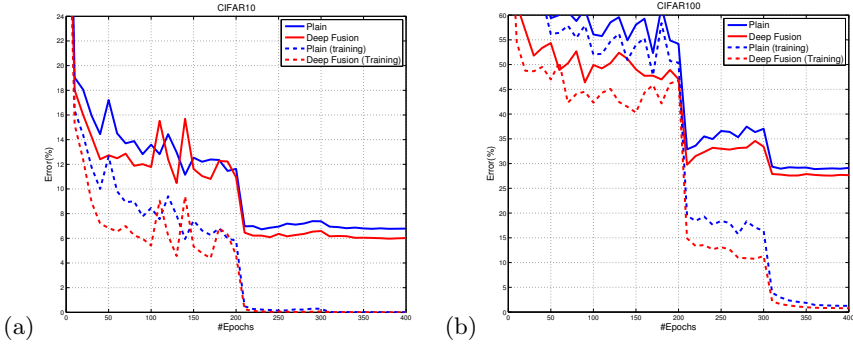 CIFAR10
24
22
20
18
16
14
12
10
8
6
4
2
0
Error(%)
0
50
100
150
200
250
300
350
400
#Epochs
Plain
Deep Fusion
Plain (training)
Deep Fusion (Training)
(a)
CIFAR100
60
55
50
45
40
35
30
25
20
15
10
5
0
Error(%)
0
50
100
150
200
250
300
350
400
#Epochs
Plain
Deep Fusion
Plain (training)
Deep Fusion (Training)
(b)